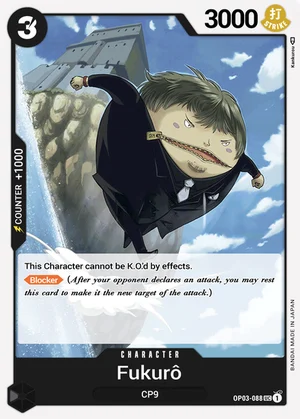 3
3000
打
STRIKE
COUNTER +1000
This Character cannot be K.O.'d by effects.
Blocker (After your opponent declares an attack, you may rest
this card to make it the new target of the attack.)
BANDAI MADE IN JAPAN
CHARACTER
Fukurô
CP9
OP03-088 UC 1